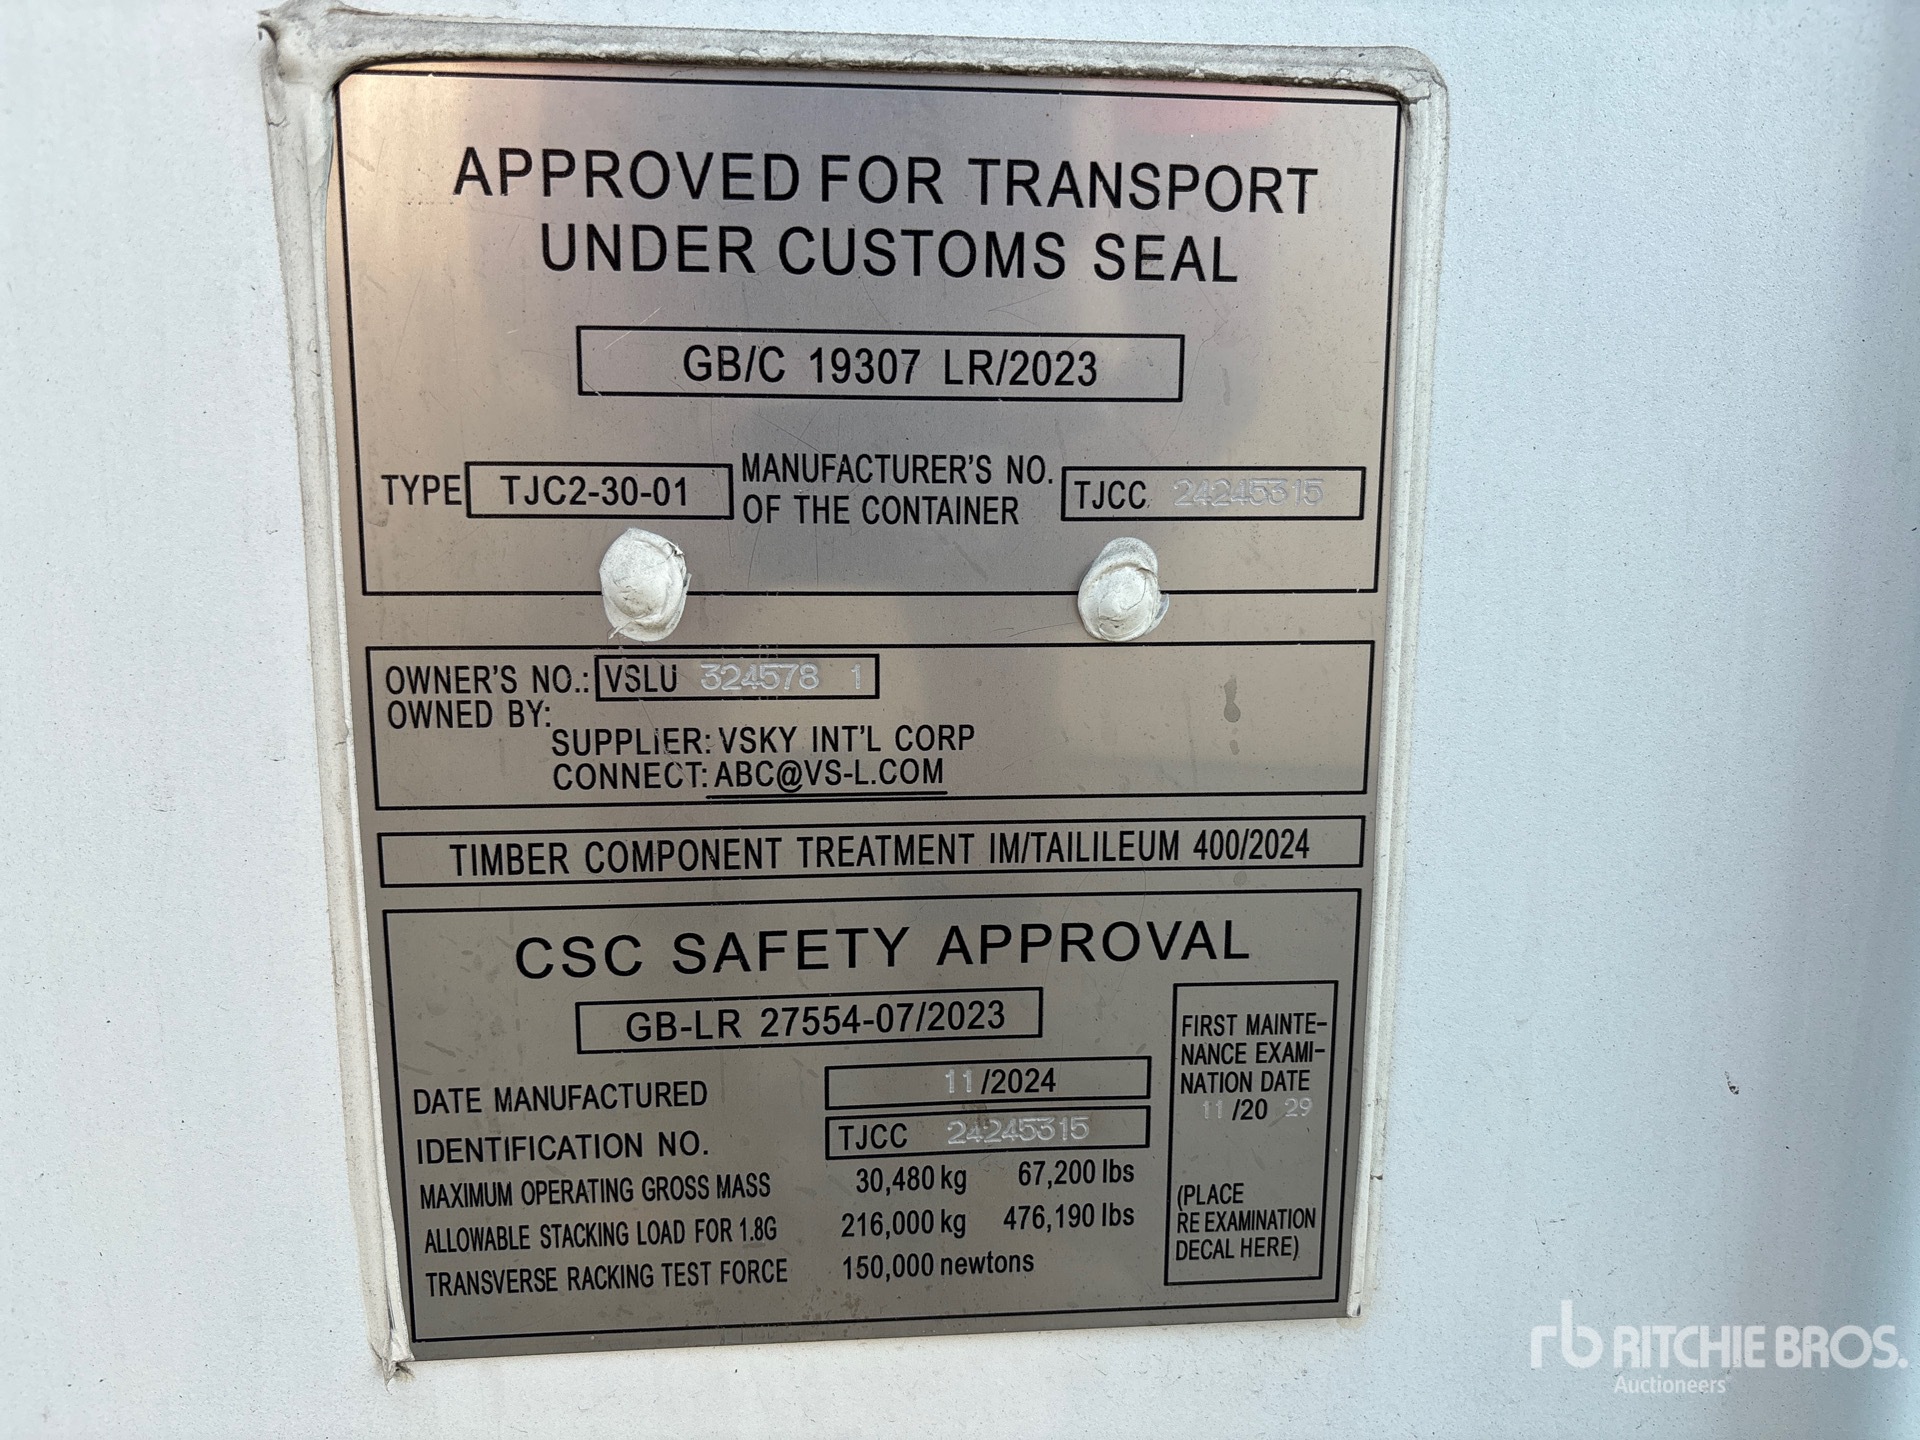 APPROVED FOR TRANSPORT
UNDER CUSTOMS SEAL
GB/C 19307 LR/2023
TYPE TJC2-30-01 MANUFACTURER'S NO. OF THE CONTAINER TJCC 24245315
OWNER'S NO.: VSLU 324578 1
OWNED BY:
SUPPLIER: VSKY INT'L CORP
CONNECT: ABC@VS-L.COM
TIMBER COMPONENT TREATMENT IM/TAILILEUM 400/2024
CSC SAFETY APPROVAL
GB-LR 27554-07/2023
DATE MANUFACTURED 11/2024
IDENTIFICATION NO. TJCC 24245315
MAXIMUM OPERATING GROSS MASS 30,480 kg 67,200 lbs
ALLOWABLE STACKING LOAD FOR 1.8G 216,000 kg 476,190 lbs
TRANSVERSE RACKING TEST FORCE 150,000 newtons
FIRST MAINTE-
NANCE EXAMI-
NATION DATE
11/20 29
(PLACE
RE EXAMINATION
DECAL HERE)
rb RITCHIE BROS.
Auctioneers